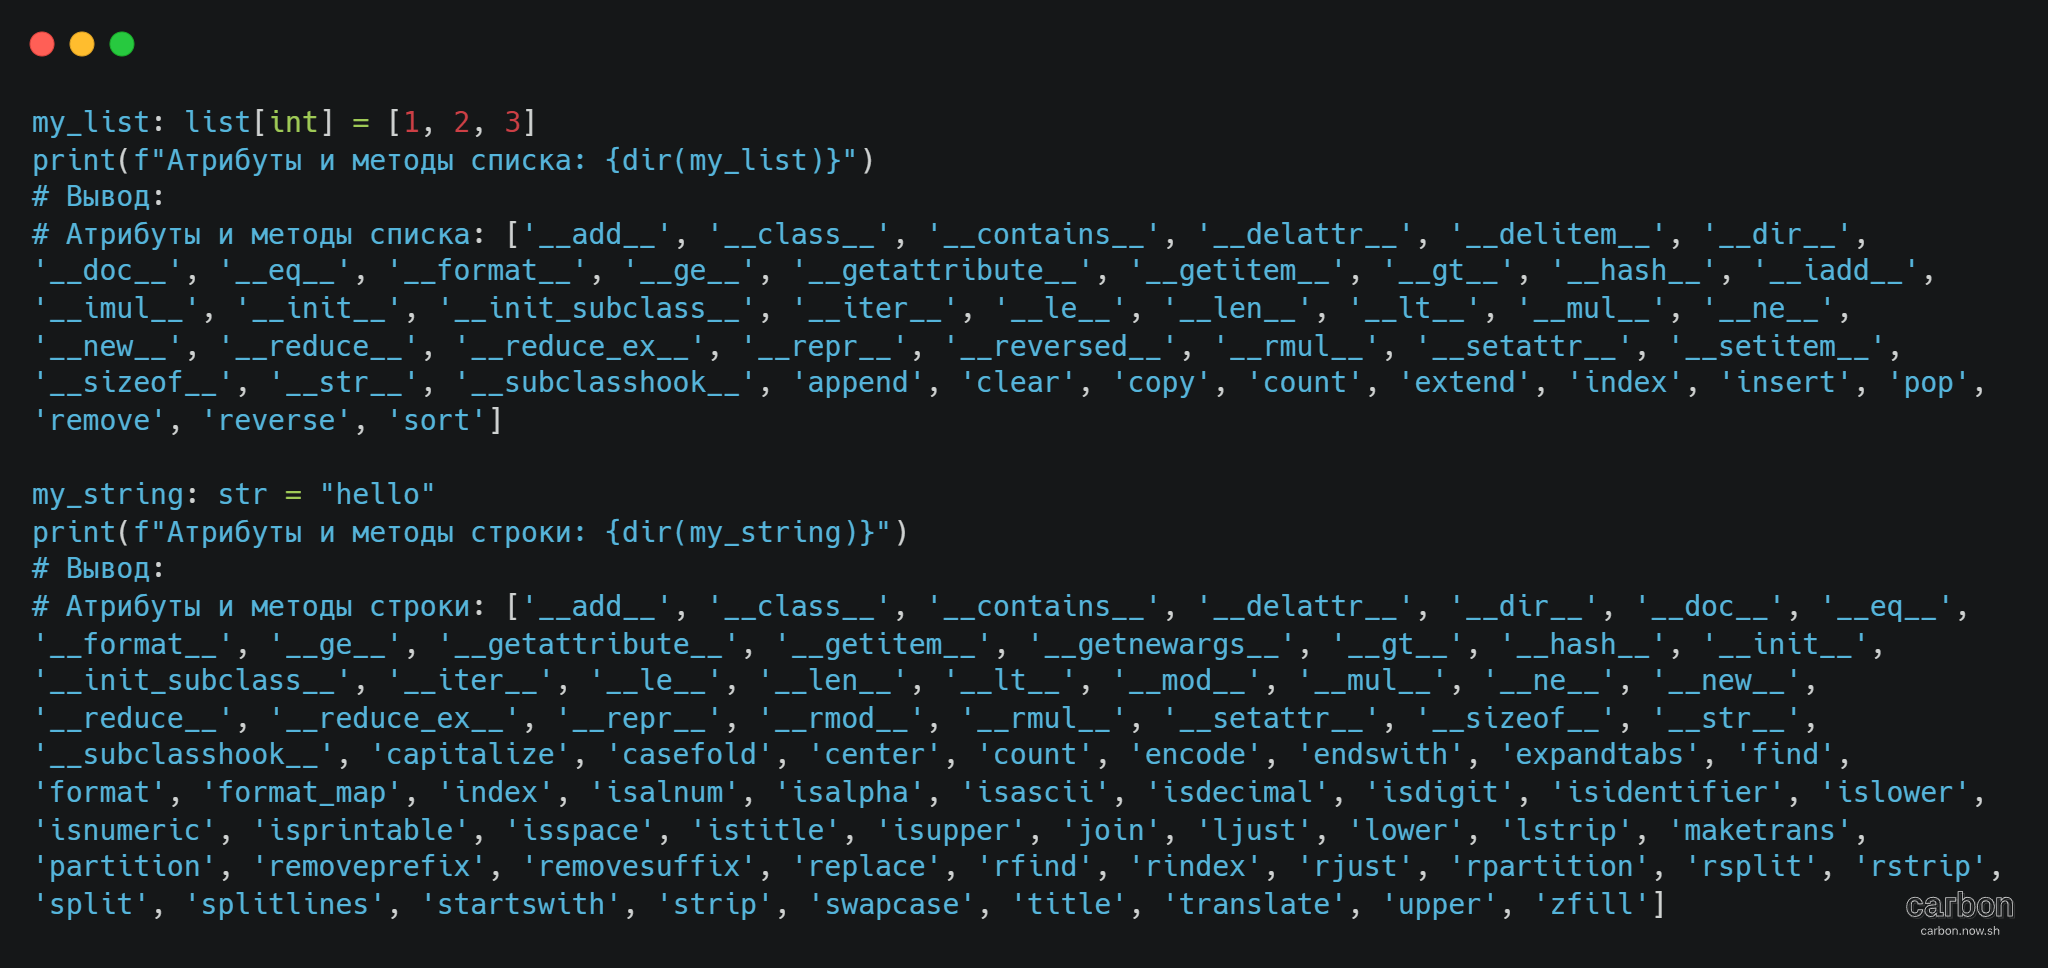 my_list: list[int] = [1, 2, 3]
print(f"Атрибуты и методы списка: {dir(my_list)}")
# Вывод:
# Атрибуты и методы списка: ['__add__', '__class__', '__contains__', '__delattr__', '__delitem__', '__dir__',
'__doc__', '__eq__', '__format__', '__ge__', '__getattribute__', '__getitem__', '__gt__', '__hash__', '__iadd__',
'__imul__', '__init__', '__init_subclass__', '__iter__', '__le__', '__len__', '__lt__', '__mul__', '__ne__',
'__new__', '__reduce__', '__reduce_ex__', '__repr__', '__reversed__', '__rmul__', '__setattr__', '__setitem__',
'__sizeof__', '__str__', '__subclasshook__', 'append', 'clear', 'copy', 'count', 'extend', 'index', 'insert', 'pop',
'remove', 'reverse', 'sort']
my_string: str = "hello"
print(f"Атрибуты и методы строки: {dir(my_string)}")
# Вывод:
# Атрибуты и методы строки: ['__add__', '__class__', '__contains__', '__delattr__', '__dir__', '__doc__', '__eq__',
'__format__', '__ge__', '__getattribute__', '__getitem__', '__getnewargs__', '__gt__', '__hash__', '__init__',
'__init_subclass__', '__iter__', '__le__', '__len__', '__lt__', '__mod__', '__mul__', '__ne__', '__new__',
'__reduce__', '__reduce_ex__', '__repr__', '__rmod__', '__rmul__', '__setattr__', '__sizeof__', '__str__',
'__subclasshook__', 'capitalize', 'casefold', 'center', 'count', 'encode', 'endswith', 'expandtabs', 'find',
'format', 'format_map', 'index', 'isalnum', 'isalpha', 'isascii', 'isdecimal', 'isdigit', 'isidentifier', 'islower',
'isnumeric', 'isprintable', 'isspace', 'istitle', 'isupper', 'join', 'ljust', 'lower', 'lstrip', 'maketrans',
'partition', 'removeprefix', 'removesuffix', 'replace', 'rfind', 'rindex', 'rjust', 'rpartition', 'rsplit', 'rstrip',
'split', 'splitlines', 'startswith', 'strip', 'swapcase', 'title', 'translate', 'upper', 'zfill']
carbon
carbon.now.sh